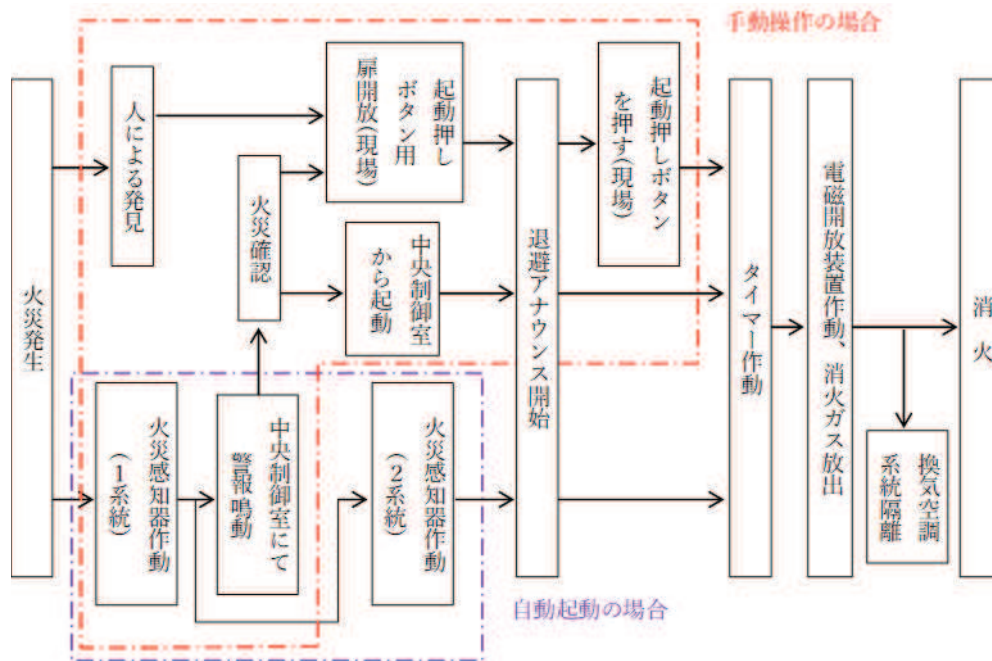 手動操作の場合
火災発生
人による発見
火災確認
起動押し
ボタン用
扉開放(現場)
中央制御室
から起動
火災感知器作動
(1系統)
中央制御室にて
警報鳴動
火災感知器作動
(2系統)
退避アナウンス開始
起動押しボタン
を押す(現場)
タイマー作動
電磁開放装置作動、消火ガス放出
換気空調
系統隔離
消火
自動起動の場合